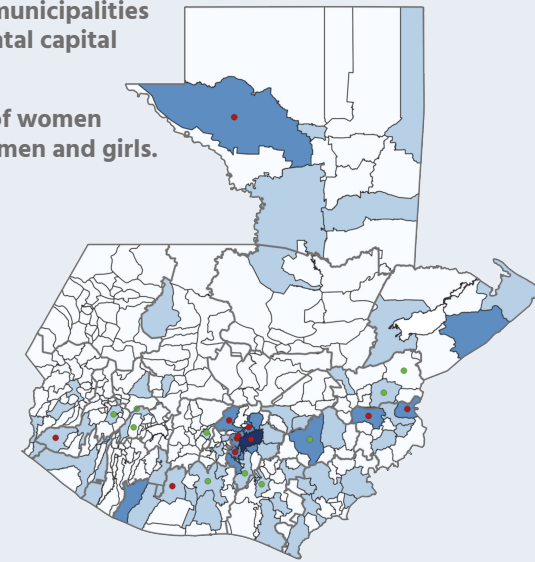 municipalities
ntal capital
of women
men and girls.